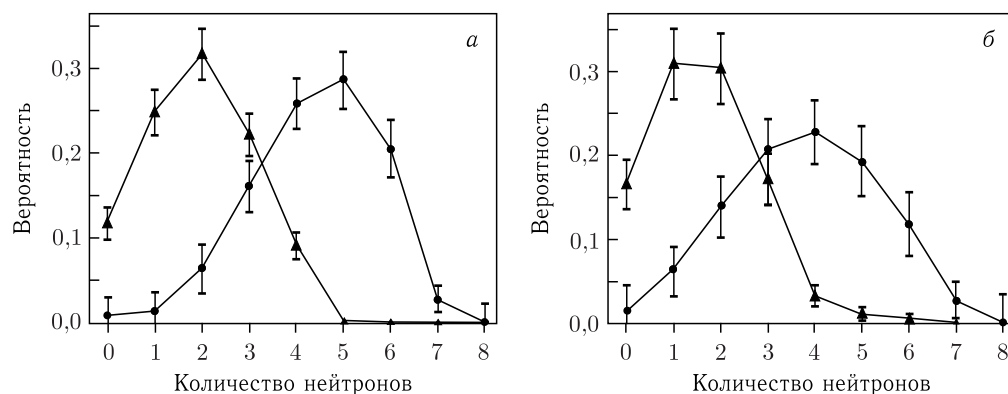 а
Вероятность
0,3
0,2
0,1
0,0
0 1 2 3 4 5 6 7 8
Количество нейтронов
б
Вероятность
0,3
0,2
0,1
0,0
0 1 2 3 4 5 6 7 8
Количество нейтронов